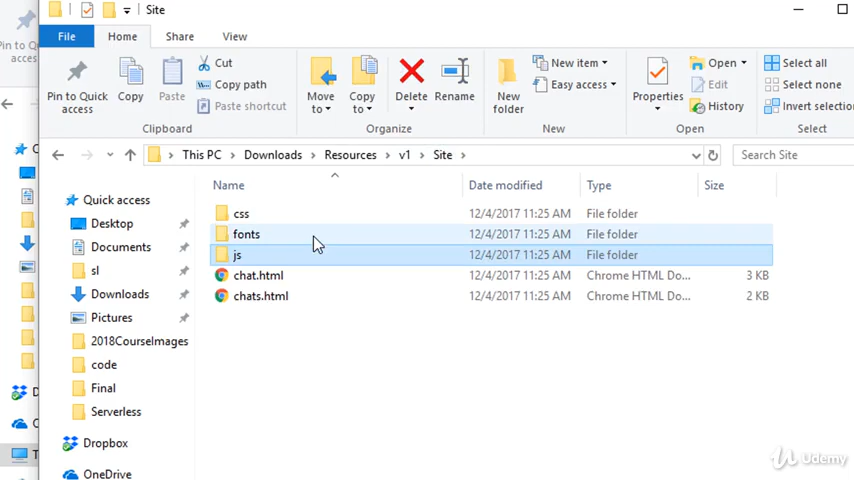 Site
File Home Share View
Pin to Quick access
Copy
Paste
Cut
Copy path
Paste shortcut
Clipboard
Move to
Copy to
Delete
Rename
Organize
New folder
New item
Easy access
New
Properties
Open
Edit
History
Open
Select all
Select none
Invert selection
Select
Pin to Quick access
This PC > Downloads > Resources > v1 > Site >
Search Site
Name Date modified Type Size
css 12/4/2017 11:25 AM File folder
fonts 12/4/2017 11:25 AM File folder
js 12/4/2017 11:25 AM File folder
chat.html 12/4/2017 11:25 AM Chrome HTML Do... 3 KB
chats.html 12/4/2017 11:25 AM Chrome HTML Do... 2 KB
Quick access
Desktop
Documents
sl
Downloads
Pictures
2018CourseImages
code
Final
Serverless
Dropbox
OneDrive
Udemy